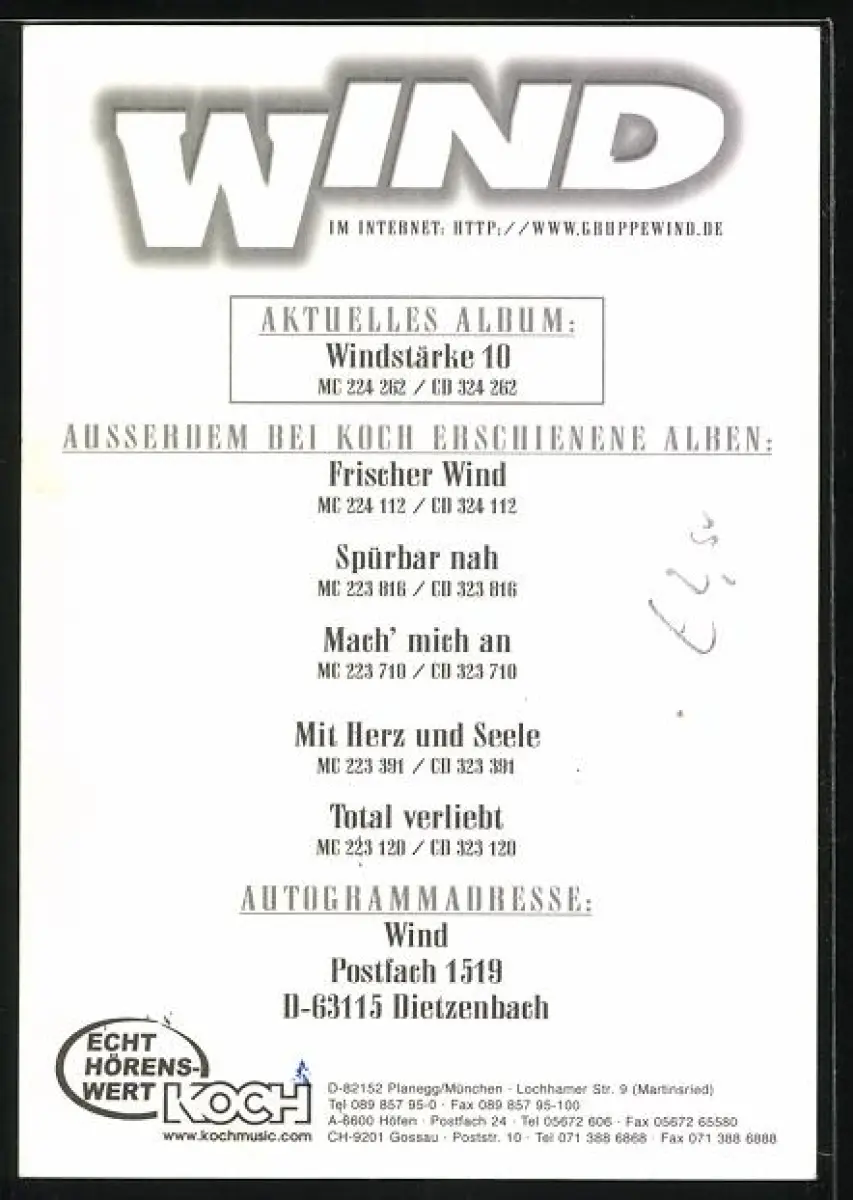 WIND
IM INTERNET: HTTP://WWW.GRUPPEWIND.DE
AKTUELLES ALBUM:
Windstärke 10
MC 224 262 / CD 324 262
AUSSERDEM BEI KOCH ERSCHIENENE ALBEN:
Frischer Wind
MC 224 112 / CD 324 112
Spürbar nah
MC 223 816 / CD 323 816
Mach' mich an
MC 223 710 / CD 323 710
Mit Herz und Seele
MC 223 391 / CD 323 391
Total verliebt
MC 223 120 / CD 323 120
AUTOGRAMMADRESSE:
Wind
Postfach 1519
D-63115 Dietzenbach
ECHT
HÖRENS-
WERT
KOCH
www.kochmusic.com
D-82152 Planegg/München · Lochhamer Str. 9 (Martinsried)
Tel 089 857 95-0 · Fax 089 857 95-100
A-6600 Höfen · Postfach 24 · Tel 05672 606 · Fax 05672 65580
CH-9201 Gossau · Poststr. 10 · Tel 071 388 6868 · Fax 071 388 6888